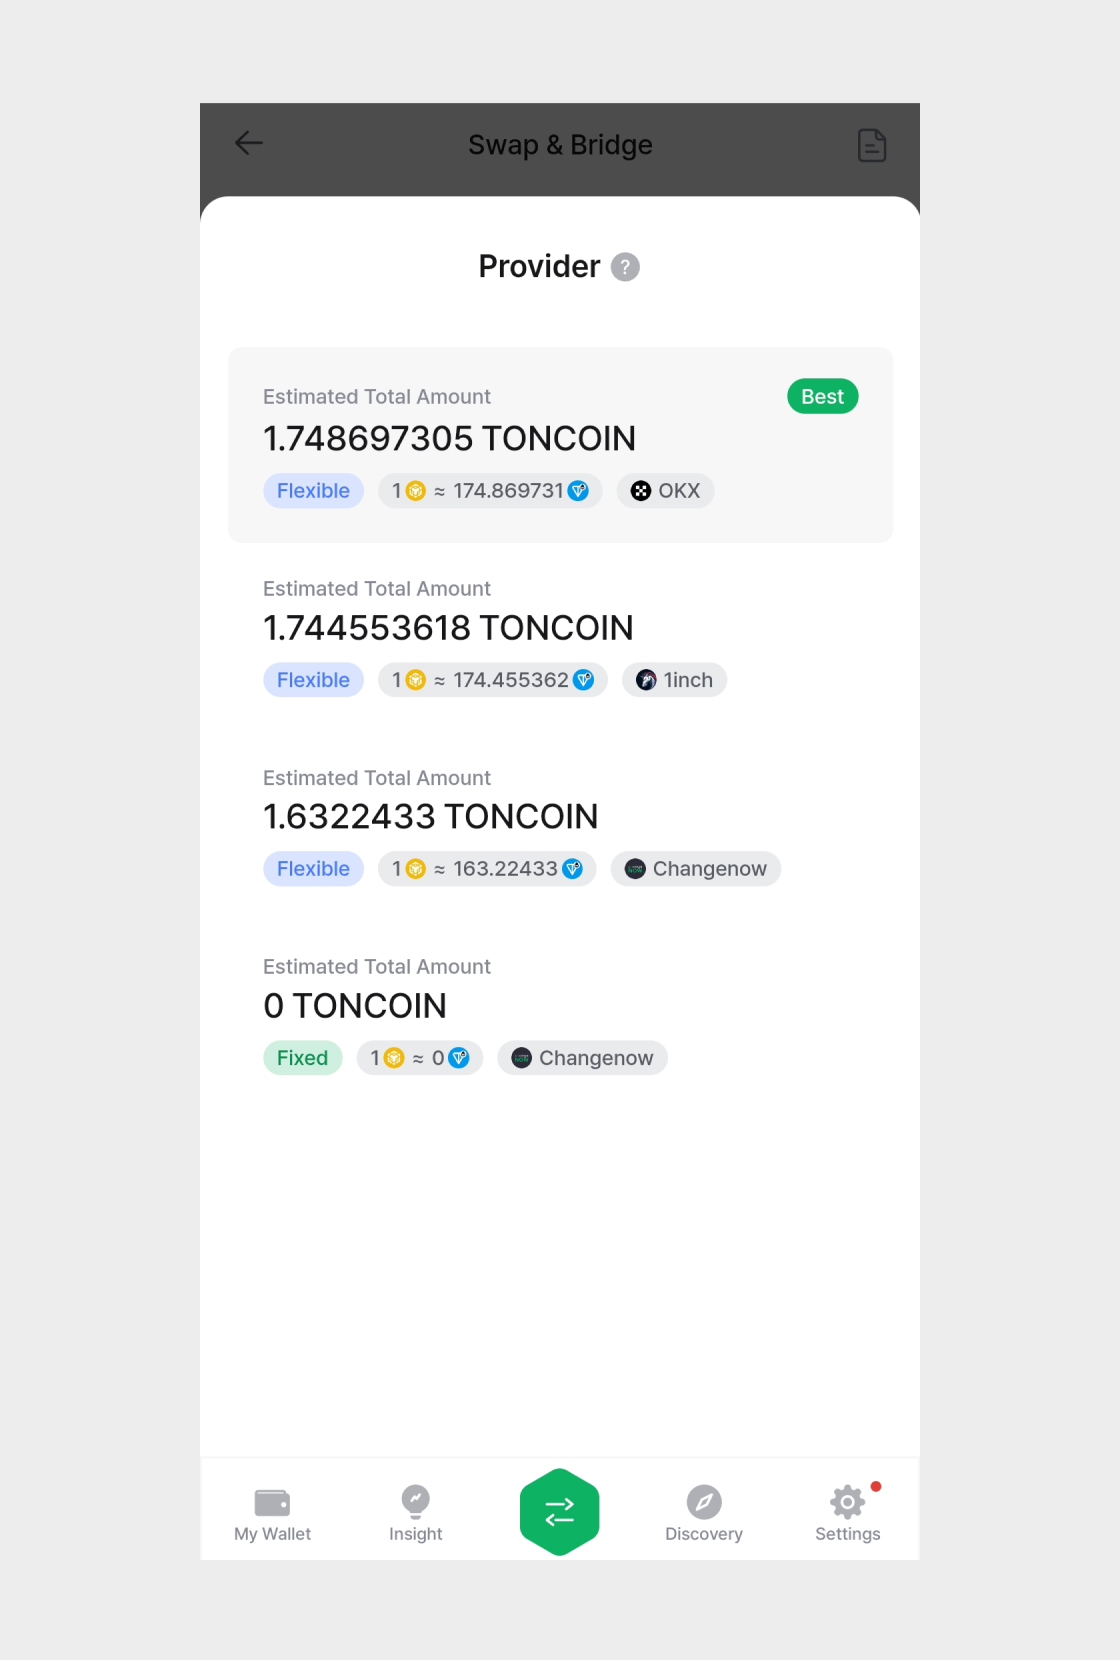 Swap & Bridge
Provider ?
Estimated Total Amount
Best
1.748697305 TONCOIN
Flexible 1 ≈ 174.869731 OKX
Estimated Total Amount
1.744553618 TONCOIN
Flexible 1 ≈ 174.455362 1inch
Estimated Total Amount
1.6322433 TONCOIN
Flexible 1 ≈ 163.22433 Changenow
Estimated Total Amount
0 TONCOIN
Fixed 1 ≈ 0 Changenow
My Wallet Insight Discovery Settings